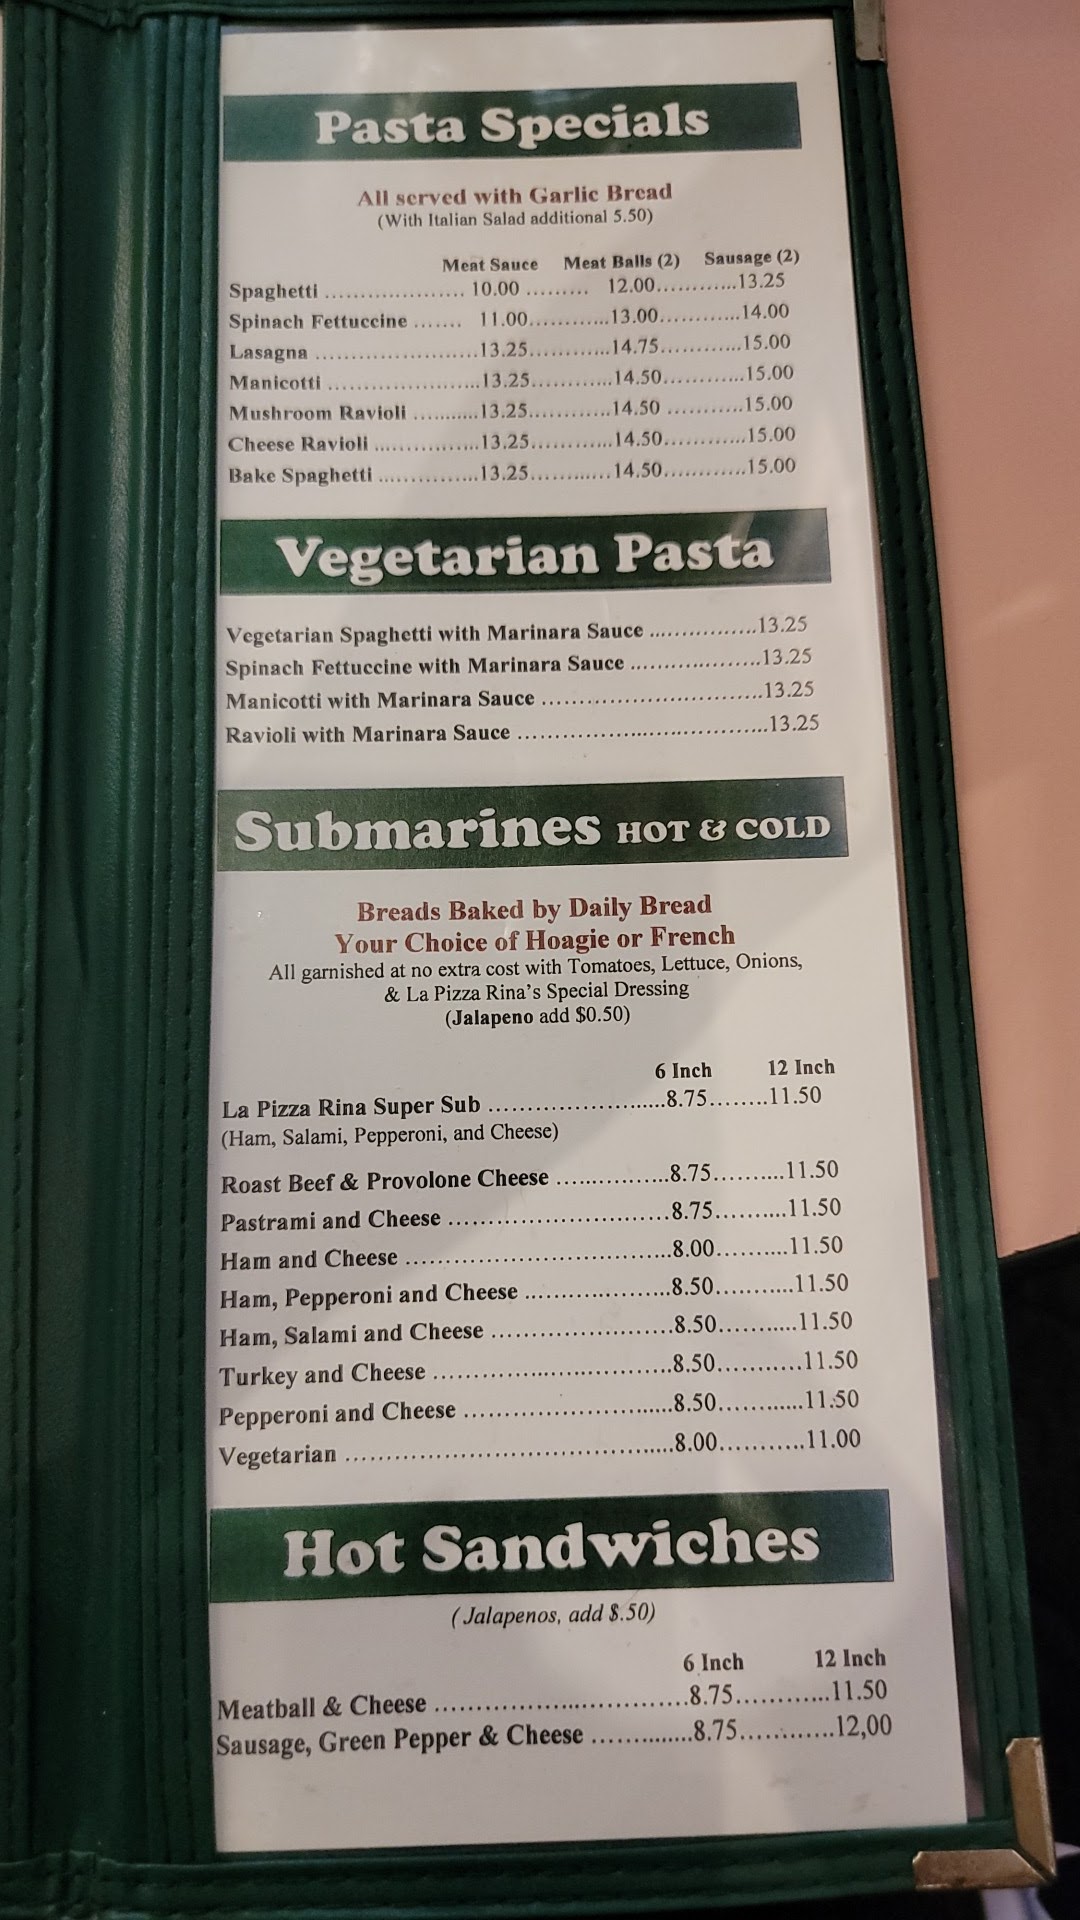 Pasta Specials
All served with Garlic Bread
(With Italian Salad additional 5.50)
Meat Sauce Meat Balls (2) Sausage (2)
Spaghetti ..................... 10.00 ......... 12.00............13.25
Spinach Fettuccine ....... 11.00............13.00............14.00
Lasagna ........................13.25............14.75............15.00
Manicotti ......................13.25............14.50............15.00
Mushroom Ravioli ..........13.25............14.50 ...........15.00
Cheese Ravioli ...............13.25............14.50............15.00
Bake Spaghetti ...............13.25............14.50............15.00
Vegetarian Pasta
Vegetarian Spaghetti with Marinara Sauce .................13.25
Spinach Fettuccine with Marinara Sauce ....................13.25
Manicotti with Marinara Sauce ..................................13.25
Ravioli with Marinara Sauce ......................................13.25
Submarines HOT & COLD
Breads Baked by Daily Bread
Your Choice of Hoagie or French
All garnished at no extra cost with Tomatoes, Lettuce, Onions,
& La Pizza Rina's Special Dressing
(Jalapeno add $0.50)
6 Inch 12 Inch
La Pizza Rina Super Sub ..........................8.75........11.50
(Ham, Salami, Pepperoni, and Cheese)
Roast Beef & Provolone Cheese .................8.75..........11.50
Pastrami and Cheese .................................8.75..........11.50
Ham and Cheese .......................................8.00..........11.50
Ham, Pepperoni and Cheese ......................8.50...........11.50
Ham, Salami and Cheese ...........................8.50...........11.50
Turkey and Cheese ....................................8.50...........11.50
Pepperoni and Cheese ...............................8.50............11.50
Vegetarian .................................................8.00...........11.00
Hot Sandwiches
(Jalapenos, add $.50)
6 Inch 12 Inch
Meatball & Cheese .....................................8.75............11.50
Sausage, Green Pepper & Cheese ..............8.75............12,00